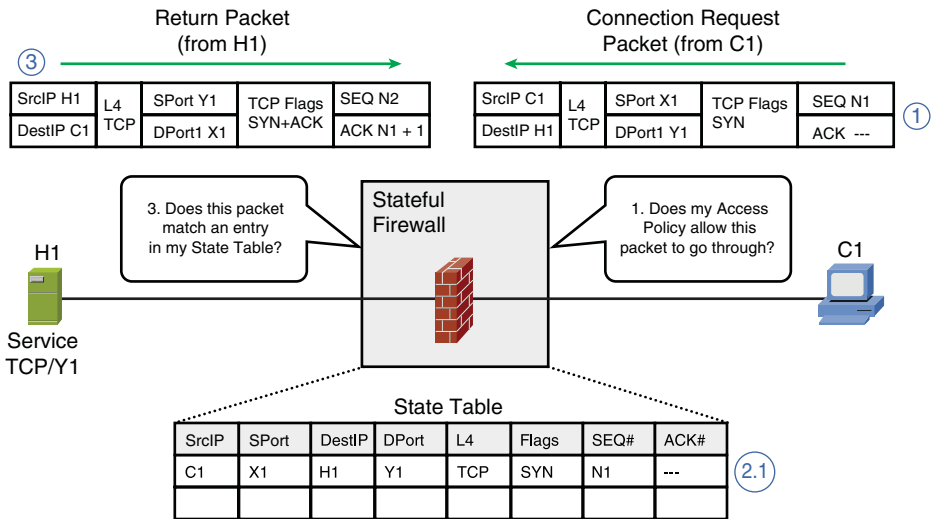 Return Packet
(from H1)
Connection Request
Packet (from C1)
3
SrcIP H1
L4
TCP
SPort Y1
TCP Flags
SYN+ACK
SEQ N2
DestIP C1
DPort1 X1
ACK N1 + 1
SrcIP C1
L4
TCP
SPort X1
TCP Flags
SYN
SEQ N1
DestIP H1
DPort1 Y1
ACK ---
1
3. Does this packet
match an entry
in my State Table?
Stateful
Firewall
1. Does my Access
Policy allow this
packet to go through?
H1
C1
Service
TCP/Y1
State Table
SrcIP SPort DestIP DPort L4 Flags SEQ# ACK#
C1 X1 H1 Y1 TCP SYN N1 ---
2.1